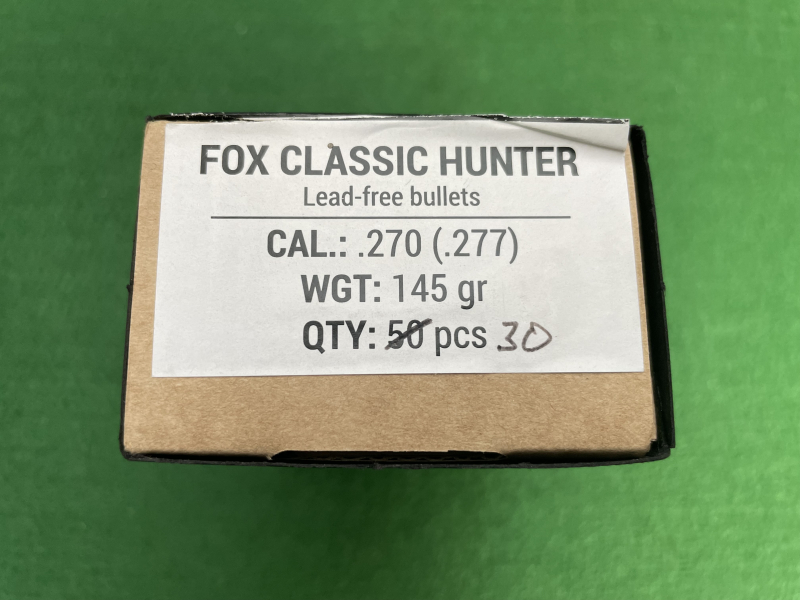 FOX CLASSIC HUNTER
Lead-free bullets
CAL.: .270 (.277)
WGT: 145 gr
QTY: 50 pcs 30